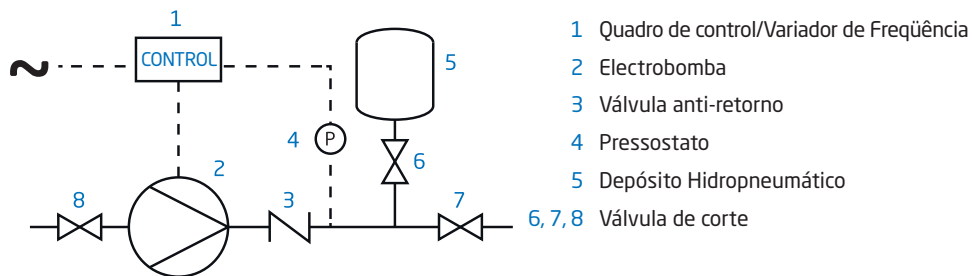 1
CONTROL
5
4
P
6
2
8
3
7
1 Quadro de control/Variador de Freqüência
2 Electrobomba
3 Válvula anti-retorno
4 Pressostato
5 Depósito Hidropneumático
6, 7, 8 Válvula de corte